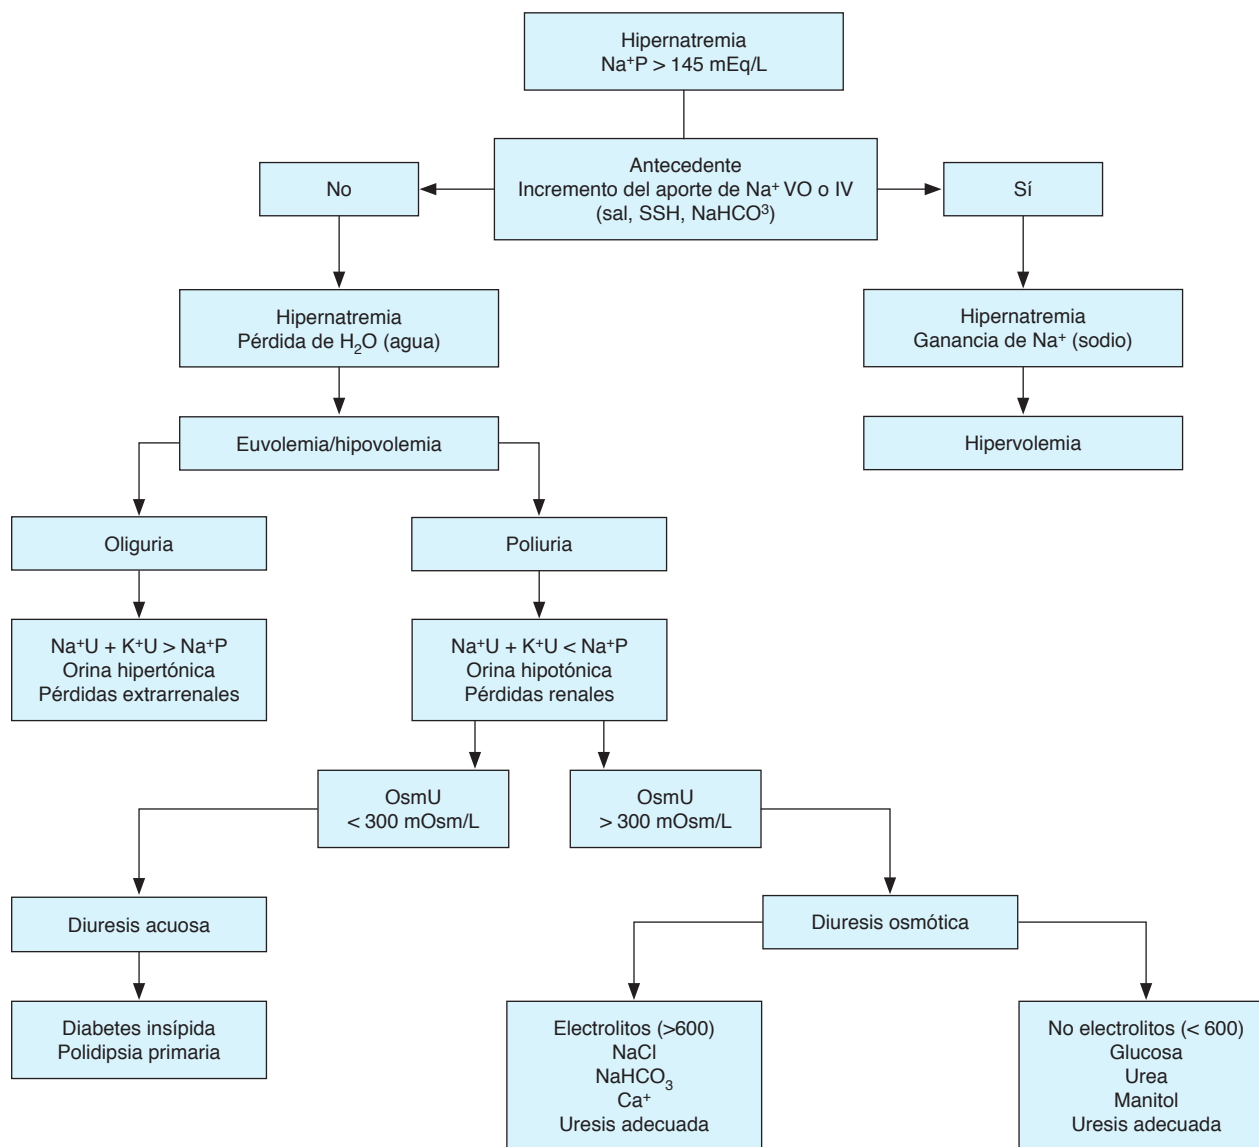 Hipernatremia
Na⁺P > 145 mEq/L
Antecedente
Incremento del aporte de Na⁺ VO o IV
(sal, SSH, NaHCO³)
No
Sí
Hipernatremia
Pérdida de H₂O (agua)
Hipernatremia
Ganancia de Na⁺ (sodio)
Euvolemia/hipovolemia
Hipervolemia
Oliguria
Poliuria
Na⁺U + K⁺U > Na⁺P
Orina hipertónica
Pérdidas extrarrenales
Na⁺U + K⁺U < Na⁺P
Orina hipotónica
Pérdidas renales
OsmU
< 300 mOsm/L
OsmU
> 300 mOsm/L
Diuresis acuosa
Diuresis osmótica
Diabetes insípida
Polidipsia primaria
Electrolitos (>600)
NaCl
NaHCO₃
Ca⁺
Uresis adecuada
No electrolitos (< 600)
Glucosa
Urea
Manitol
Uresis adecuada